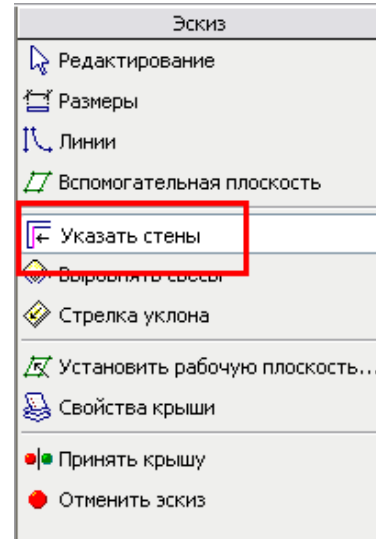 Эскиз
Редактирование
Размеры
Линии
Вспомогательная плоскость
Указать стены
Выровнять свесы
Стрелка уклона
Установить рабочую плоскость...
Свойства крыши
Принять крышу
Отменить эскиз